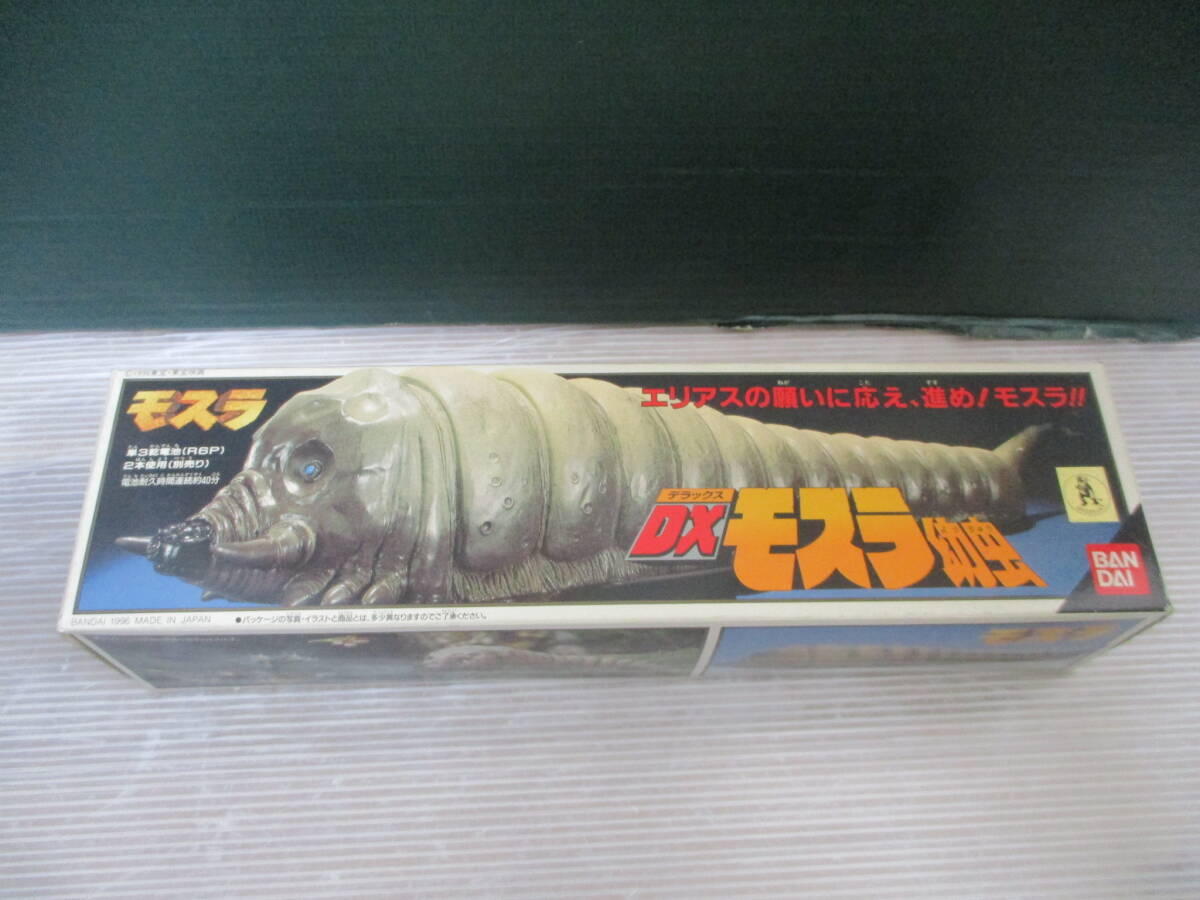 モスラ
単3乾電池(R6P)
2本使用(別売り)
電池耐久時間連続約40分
エリアスの願いに応え、進め!モスラ!!
デラックス
DXモスラ幼虫
BAN
DAI
BANDAI 1996 MADE IN JAPAN
●パッケージの写真・イラストと商品とは、多少異なりますのでご了承ください。
モスラ